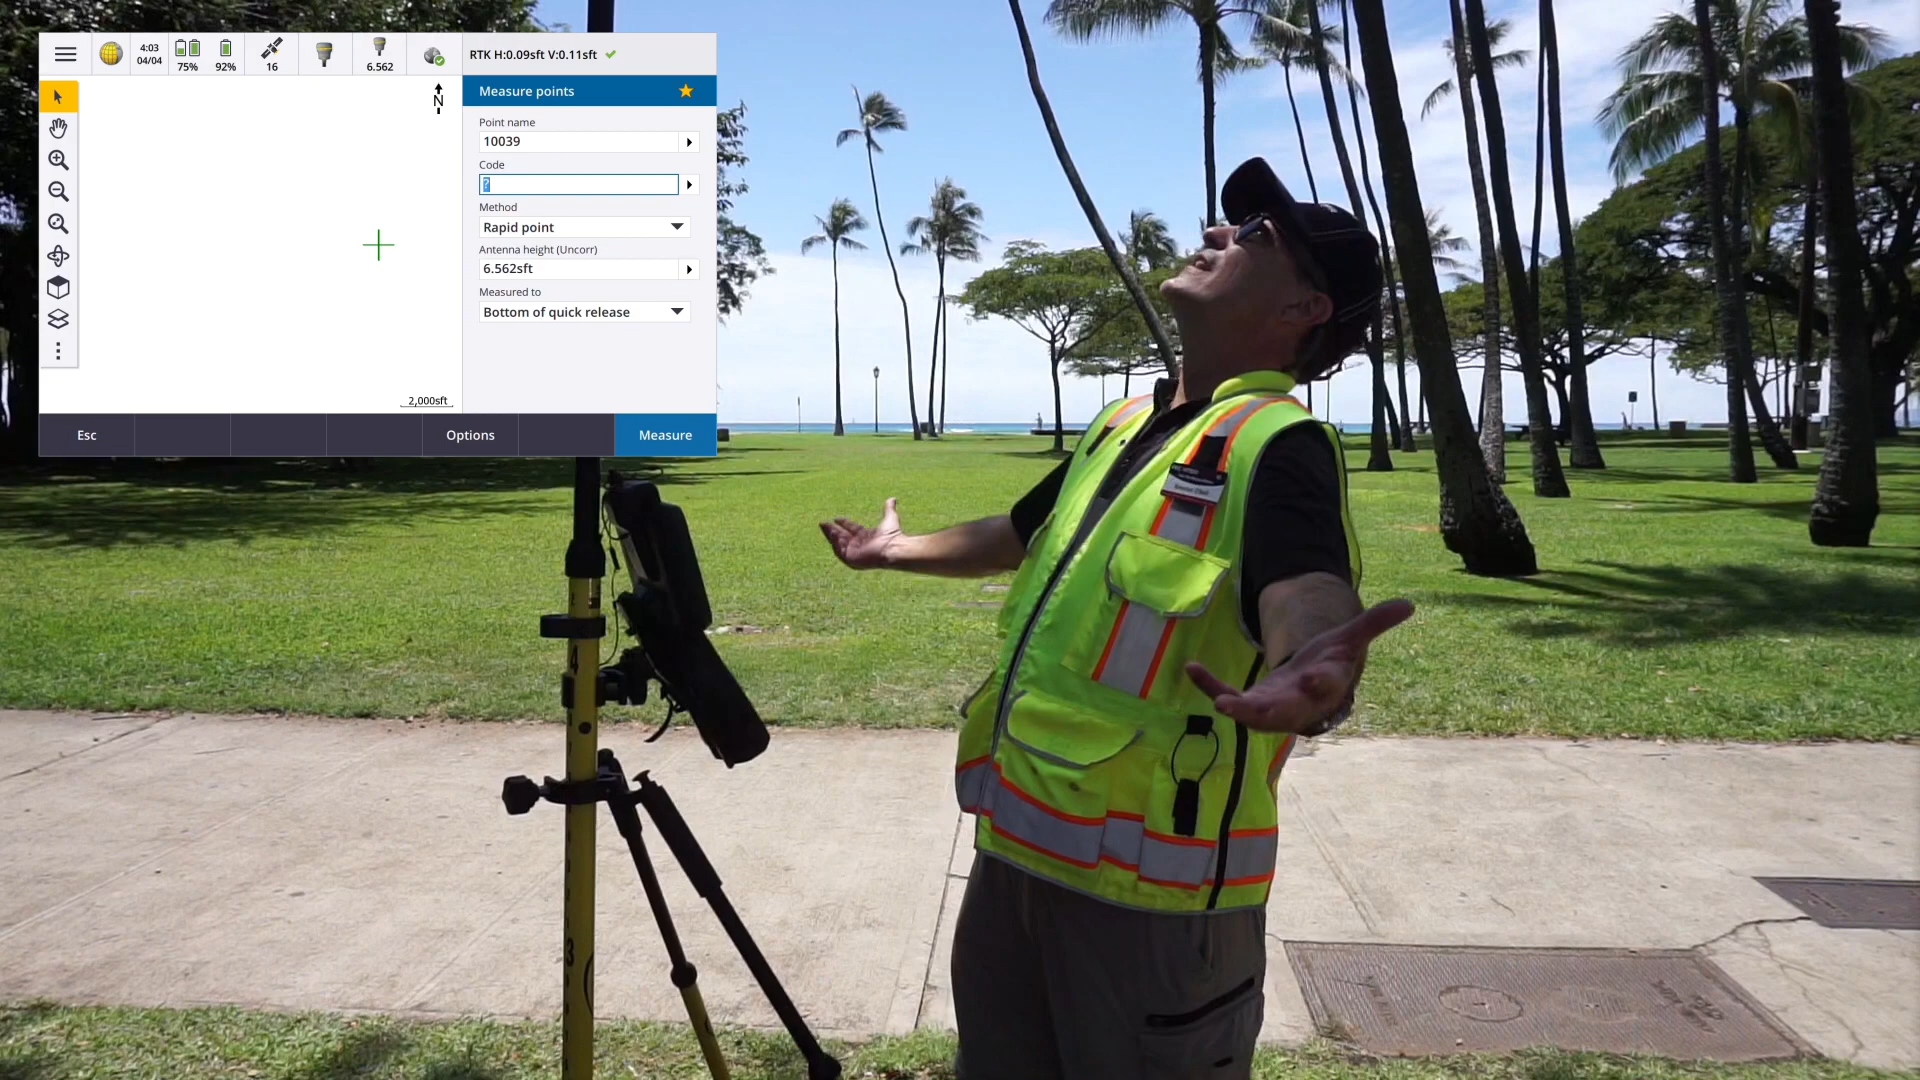 4:03
04/04
75%
92%
16
6.562
RTK H:0.09sft V:0.11sft
Measure points
N
Point name
10039
Code
?
Method
Rapid point
Antenna height (Uncorr)
6.562sft
Measured to
Bottom of quick release
2,000sft
Esc
Options
Measure
4
3